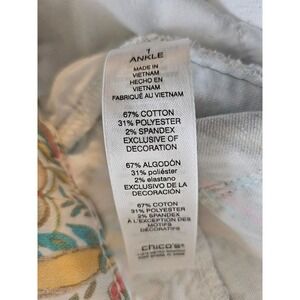 1
ANKLE
MADE IN
VIETNAM
HECHO EN
VIETNAM
FABRIQUÉ AU VIETNAM
67% COTTON
31% POLYESTER
2% SPANDEX
EXCLUSIVE OF
DECORATION
67% ALGODÓN
31% poliéster
2% elastano
EXCLUSIVO DE LA
DECORACIÓN
67% COTON
31% POLYESTER
2% SPANDEX
À L'EXCEPTION DES
MOTIFS
DÉCORATIFS
chico's